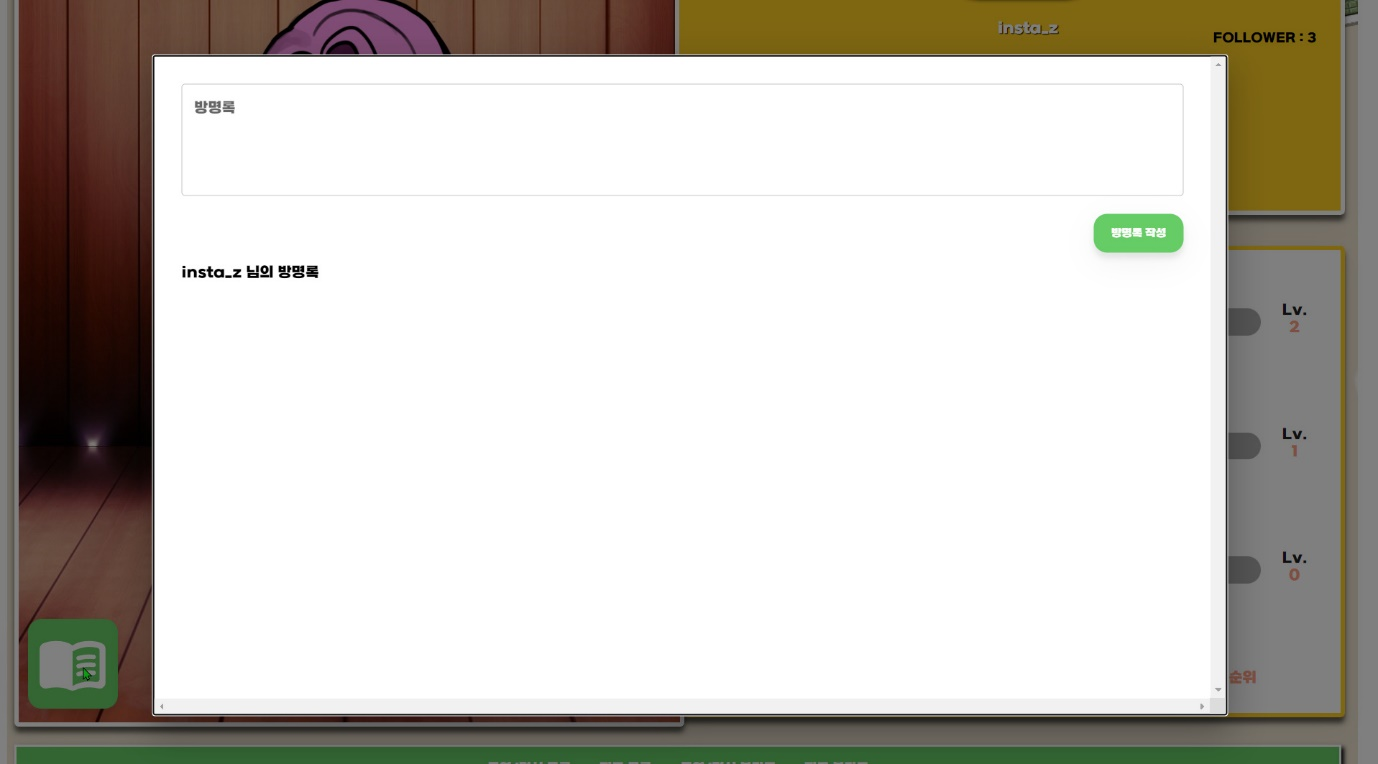 insta_z
FOLLOWER : 3
방명록
방명록 작성
insta_z 님의 방명록
Lv.
2
Lv.
1
Lv.
0
순위